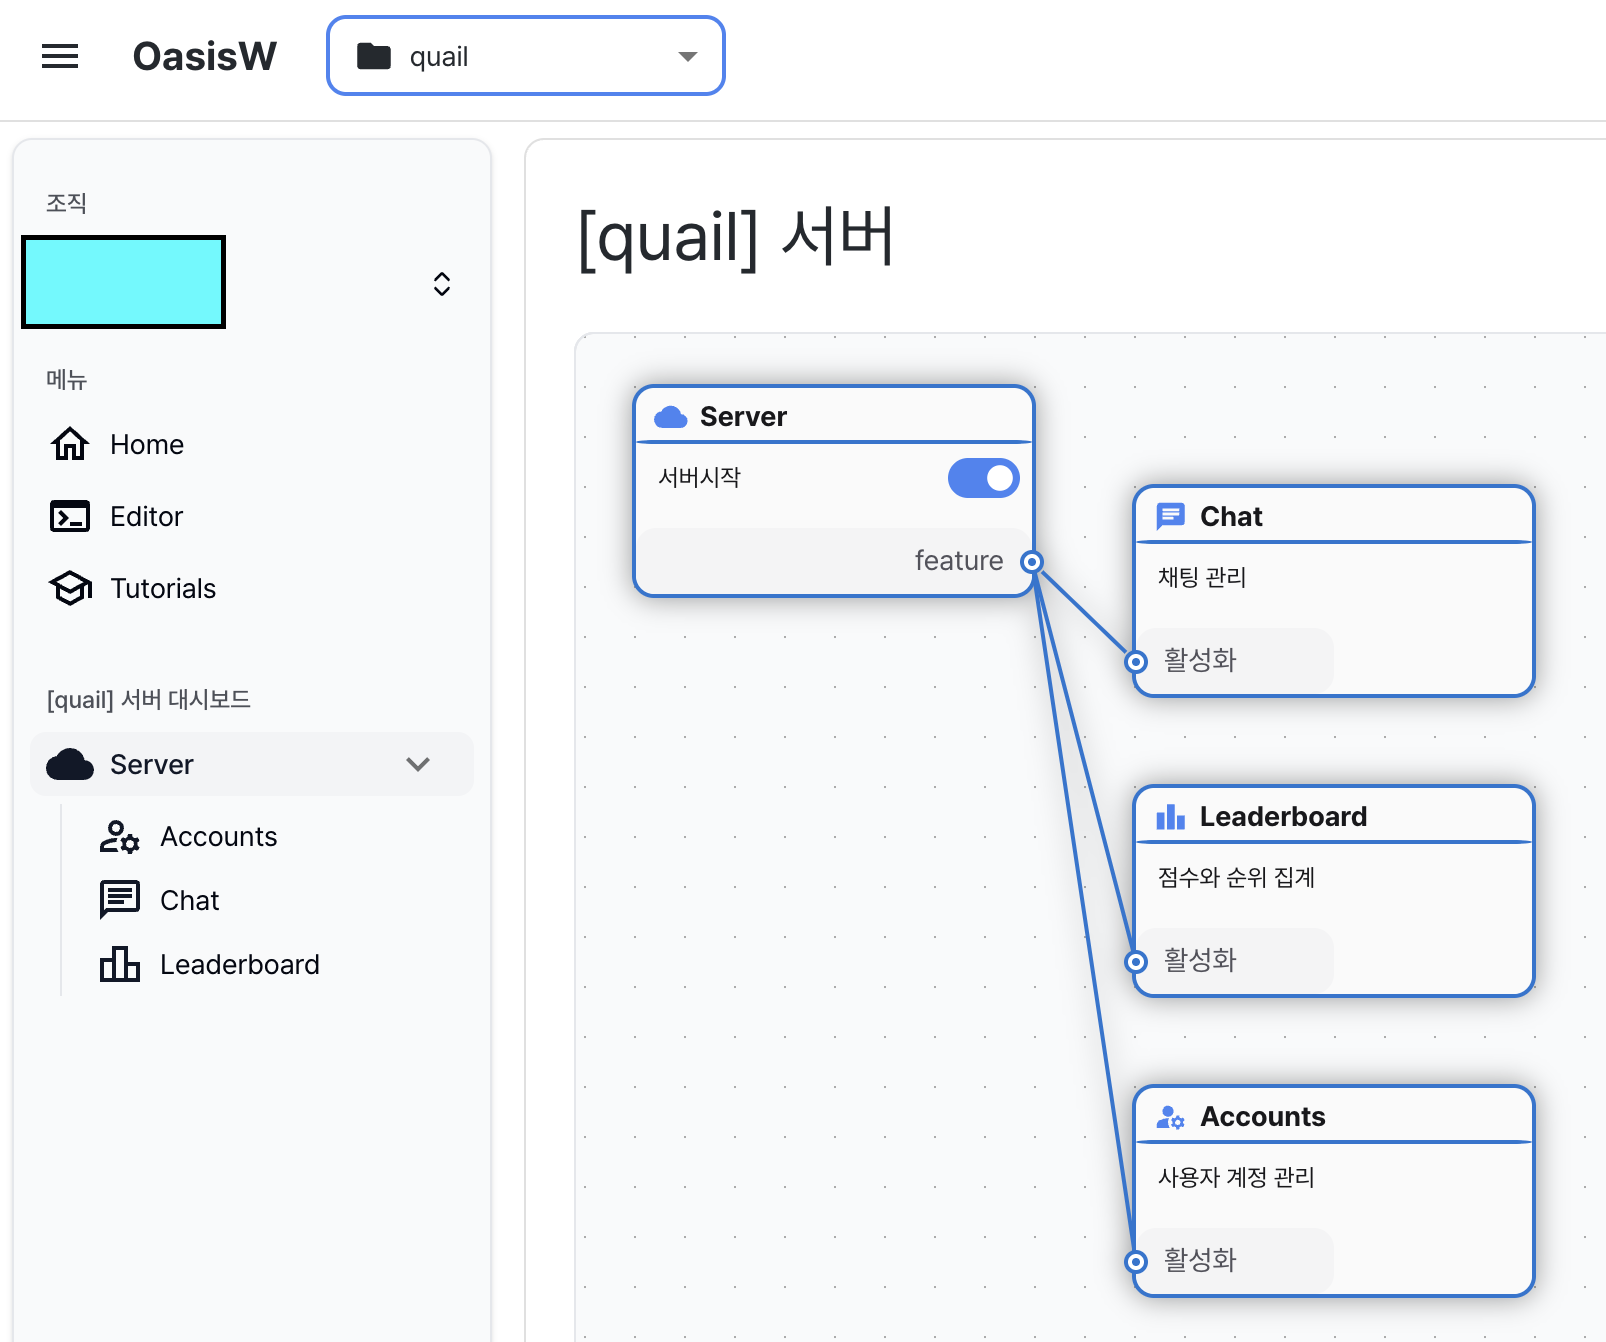 OasisW
quail
조직
메뉴
Home
Editor
Tutorials
[quail] 서버 대시보드
Server
Accounts
Chat
Leaderboard
[quail] 서버
Server
서버시작
feature
Chat
채팅 관리
활성화
Leaderboard
점수와 순위 집계
활성화
Accounts
사용자 계정 관리
활성화